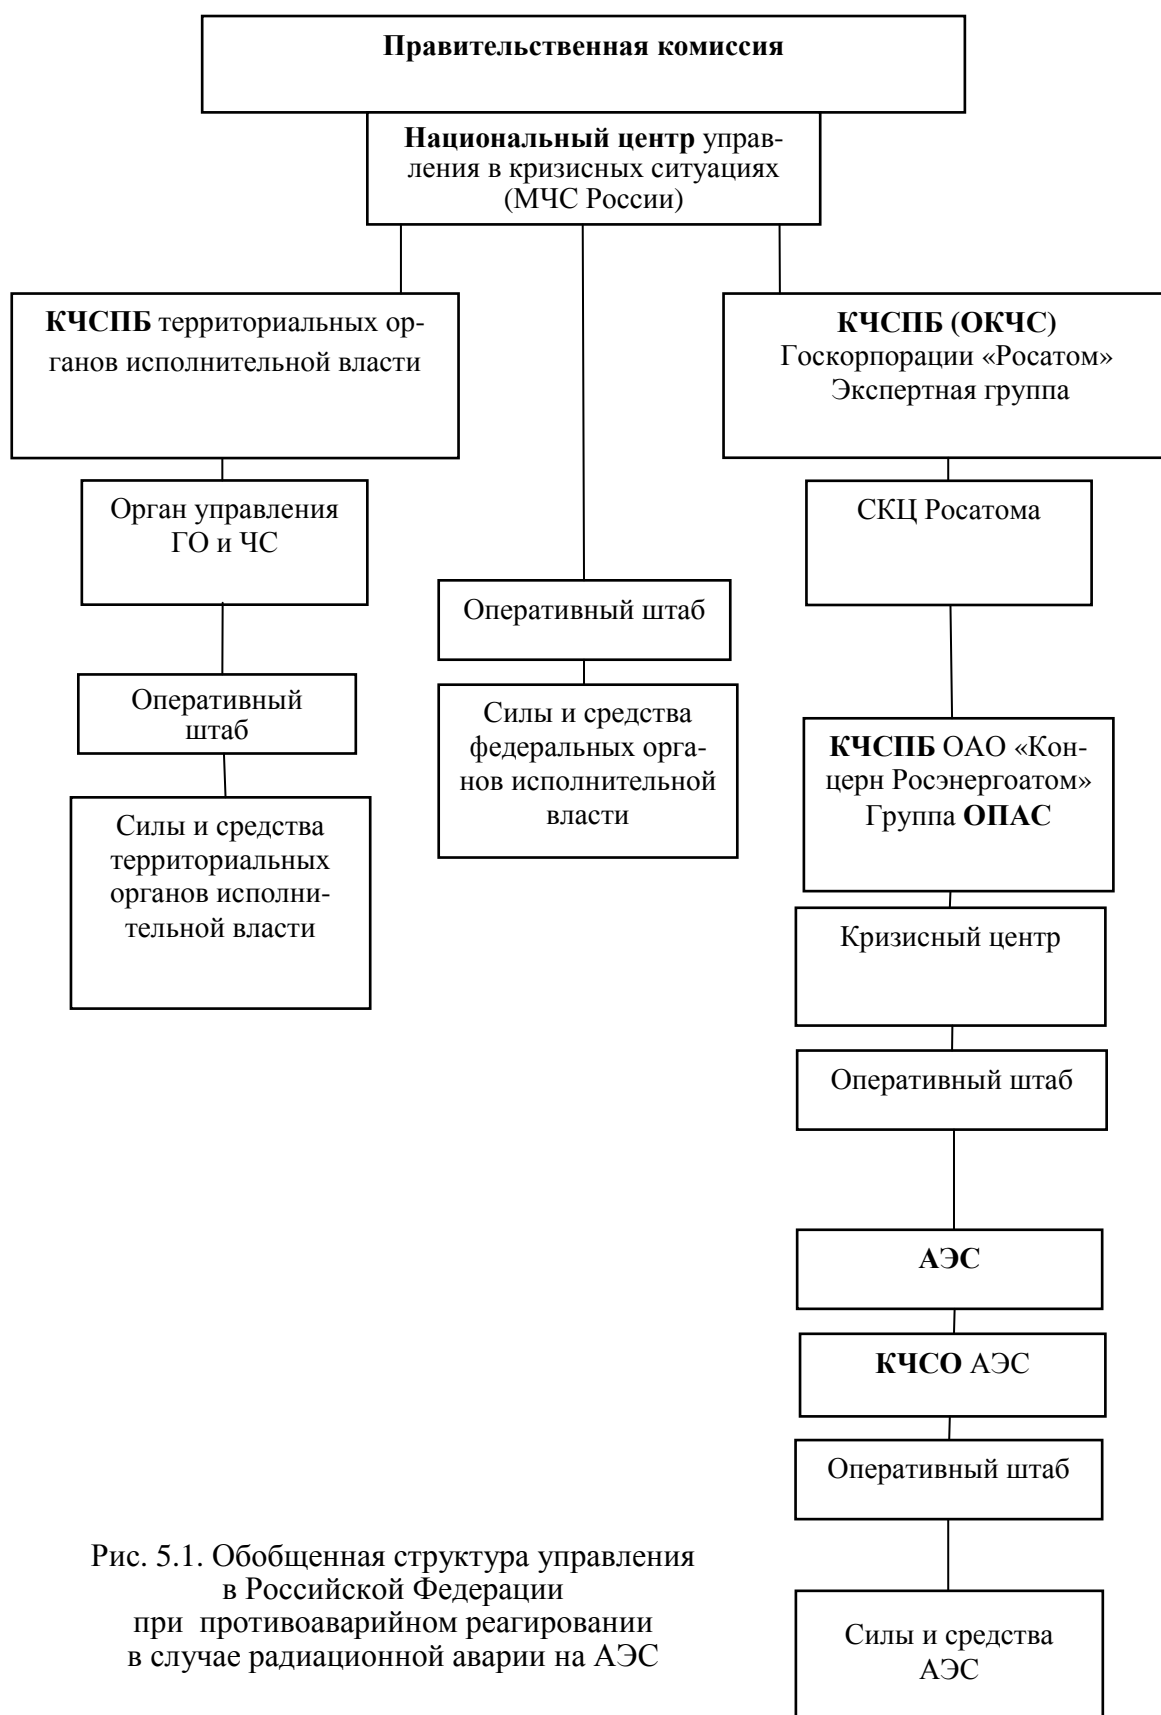 Правительственная комиссия
Национальный центр управ-
ления в кризисных ситуациях
(МЧС России)
КЧСПБ территориальных ор-
ганов исполнительной власти
КЧСПБ (ОКЧС)
Госкорпорации «Росатом»
Экспертная группа
Орган управления
ГО и ЧС
СКЦ Росатома
Оперативный штаб
Оперативный
штаб
Силы и средства
федеральных орга-
нов исполнительной
власти
КЧСПБ ОАО «Кон-
церн Росэнергоатом»
Группа ОПАС
Силы и средства
территориальных
органов исполни-
тельной власти
Кризисный центр
Оперативный штаб
АЭС
КЧСО АЭС
Оперативный штаб
Рис. 5.1. Обобщенная структура управления
в Российской Федерации
при противоаварийном реагировании
в случае радиационной аварии на АЭС
Силы и средства
АЭС